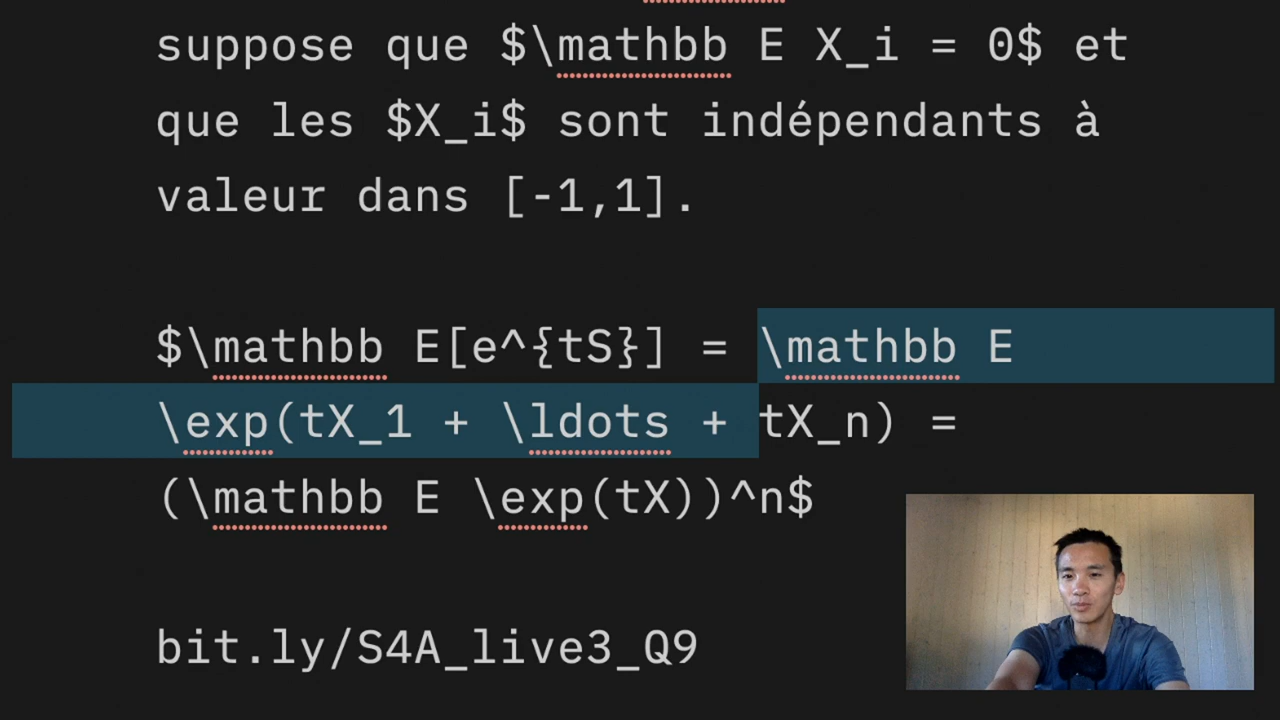 suppose que $\mathbb E X_i = 0$ et
que les $X_i$ sont indépendants à
valeur dans [-1,1].
$\mathbb E[e^{tS}] = \mathbb E
\exp(tX_1 + \ldots + tX_n) =
(\mathbb E \exp(tX))^n$
bit.ly/S4A_live3_Q9